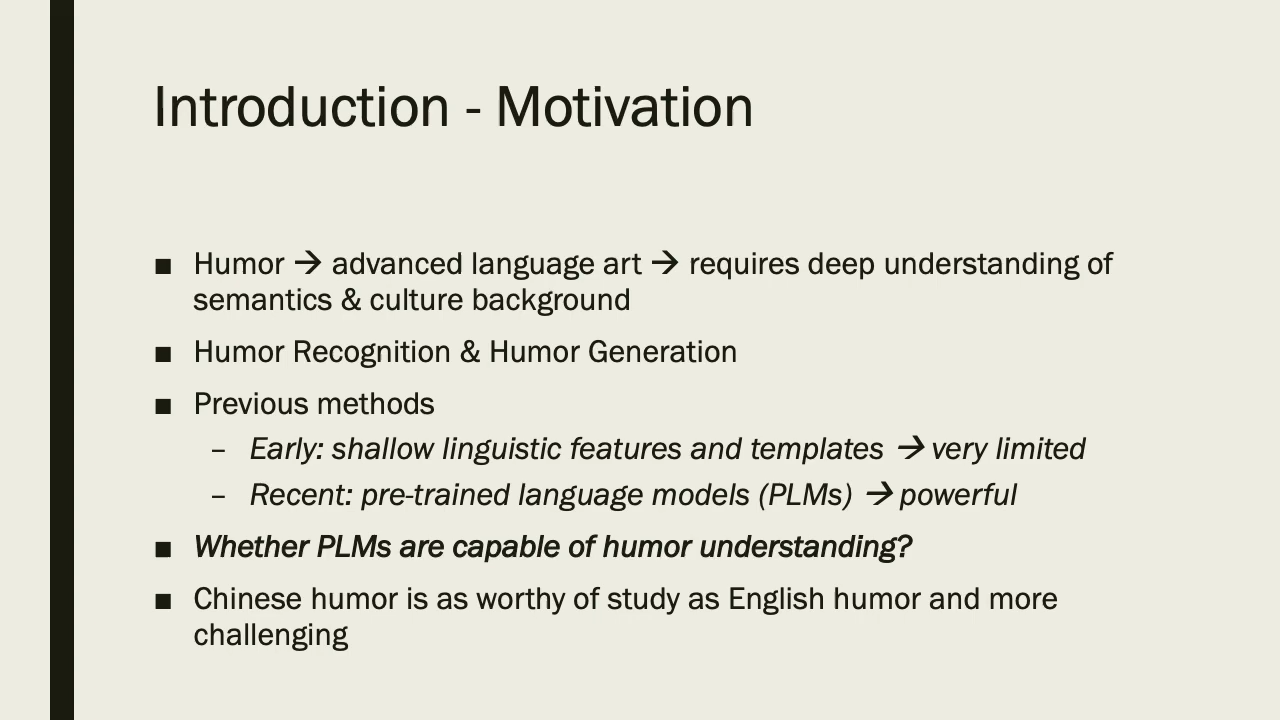 Introduction - Motivation
■ Humor → advanced language art → requires deep understanding of
semantics & culture background
■ Humor Recognition & Humor Generation
■ Previous methods
– Early: shallow linguistic features and templates → very limited
– Recent: pre-trained language models (PLMs) → powerful
■ Whether PLMs are capable of humor understanding?
■ Chinese humor is as worthy of study as English humor and more
challenging